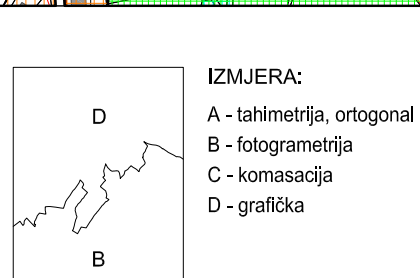 IZMJERA:
A - tahimetrija, ortogonal
B - fotogrametrija
C - komasacija
D - grafička
D
B